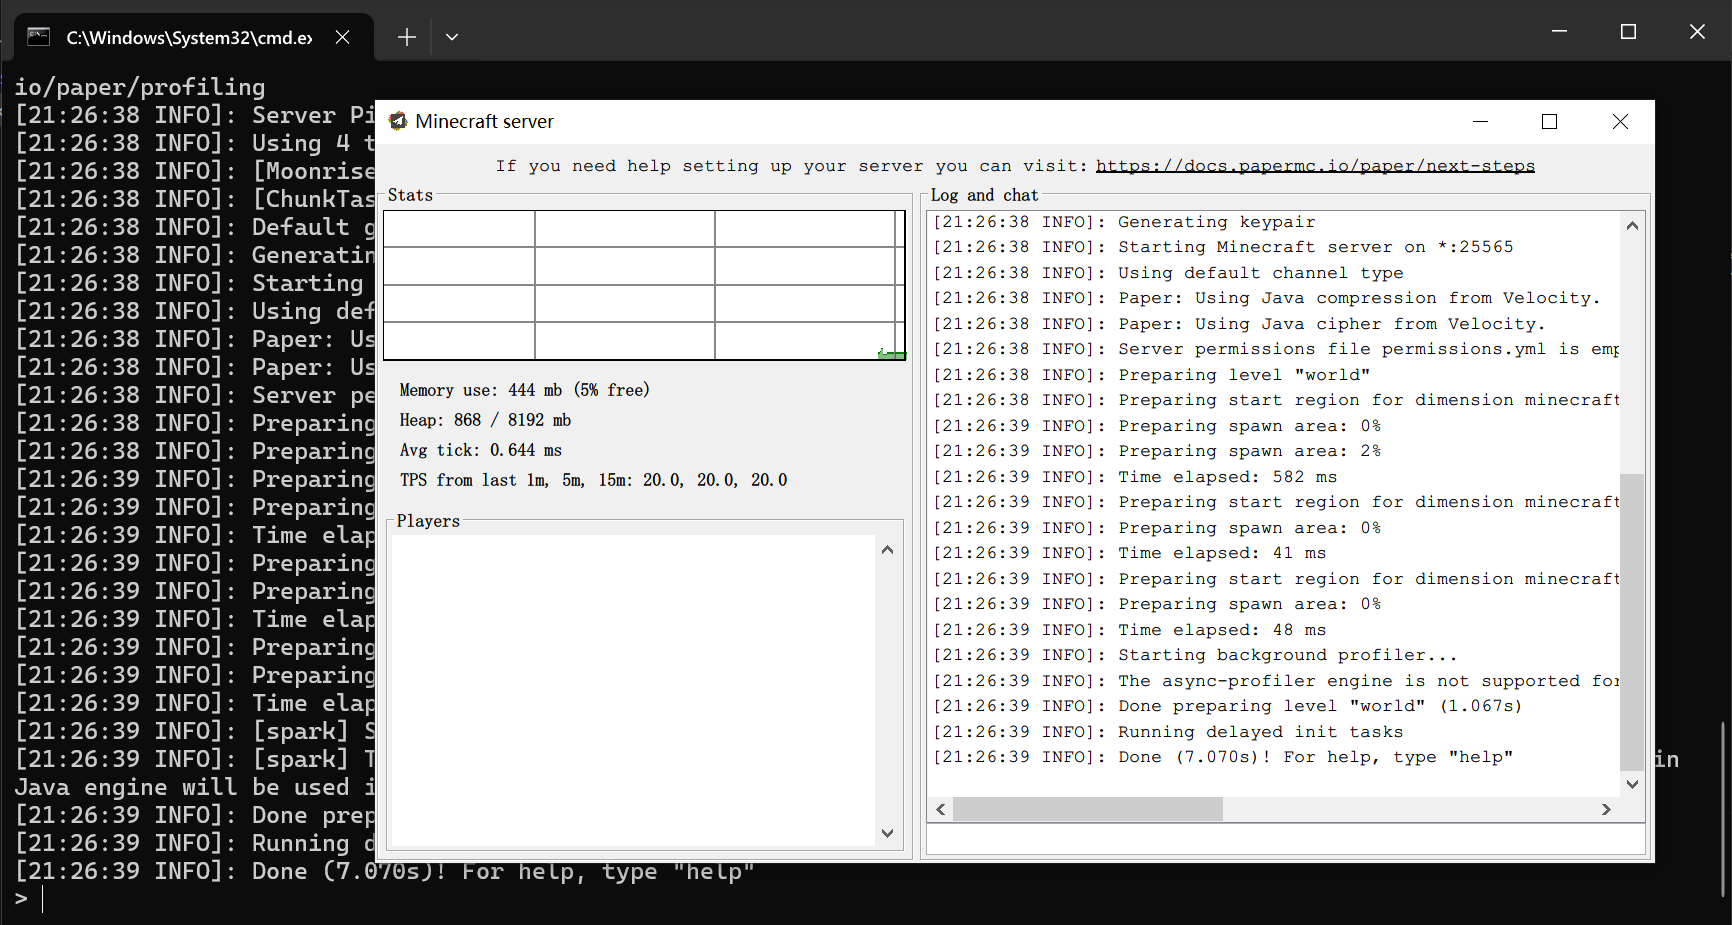 C:\Windows\System32\cmd.ex
io/paper/profiling
[21:26:38 INFO]: Server Pi
[21:26:38 INFO]: Using 4 t
[21:26:38 INFO]: [Moonrise
[21:26:38 INFO]: [ChunkTas
[21:26:38 INFO]: Default g
[21:26:38 INFO]: Generatin
[21:26:38 INFO]: Starting
[21:26:38 INFO]: Using def
[21:26:38 INFO]: Paper: Us
[21:26:38 INFO]: Paper: Us
[21:26:38 INFO]: Server pe
[21:26:38 INFO]: Preparing
[21:26:38 INFO]: Preparing
[21:26:39 INFO]: Preparing
[21:26:39 INFO]: Preparing
[21:26:39 INFO]: Time elap
[21:26:39 INFO]: Preparing
[21:26:39 INFO]: Preparing
[21:26:39 INFO]: Time elap
[21:26:39 INFO]: Preparing
[21:26:39 INFO]: Preparing
[21:26:39 INFO]: Time elap
[21:26:39 INFO]: [spark] S
[21:26:39 INFO]: [spark] T in
Java engine will be used i
[21:26:39 INFO]: Done prep
[21:26:39 INFO]: Running d
[21:26:39 INFO]: Done (7.070s)! For help, type "help"
>
Minecraft server
If you need help setting up your server you can visit: https://docs.papermc.io/paper/next-steps
Stats
Memory use: 444 mb (5% free)
Heap: 868 / 8192 mb
Avg tick: 0.644 ms
TPS from last 1m, 5m, 15m: 20.0, 20.0, 20.0
Players
Log and chat
[21:26:38 INFO]: Generating keypair
[21:26:38 INFO]: Starting Minecraft server on *:25565
[21:26:38 INFO]: Using default channel type
[21:26:38 INFO]: Paper: Using Java compression from Velocity.
[21:26:38 INFO]: Paper: Using Java cipher from Velocity.
[21:26:38 INFO]: Server permissions file permissions.yml is emp
[21:26:38 INFO]: Preparing level "world"
[21:26:38 INFO]: Preparing start region for dimension minecraft
[21:26:39 INFO]: Preparing spawn area: 0%
[21:26:39 INFO]: Preparing spawn area: 2%
[21:26:39 INFO]: Time elapsed: 582 ms
[21:26:39 INFO]: Preparing start region for dimension minecraft
[21:26:39 INFO]: Preparing spawn area: 0%
[21:26:39 INFO]: Time elapsed: 41 ms
[21:26:39 INFO]: Preparing start region for dimension minecraft
[21:26:39 INFO]: Preparing spawn area: 0%
[21:26:39 INFO]: Time elapsed: 48 ms
[21:26:39 INFO]: Starting background profiler...
[21:26:39 INFO]: The async-profiler engine is not supported for
[21:26:39 INFO]: Done preparing level "world" (1.067s)
[21:26:39 INFO]: Running delayed init tasks
[21:26:39 INFO]: Done (7.070s)! For help, type "help"